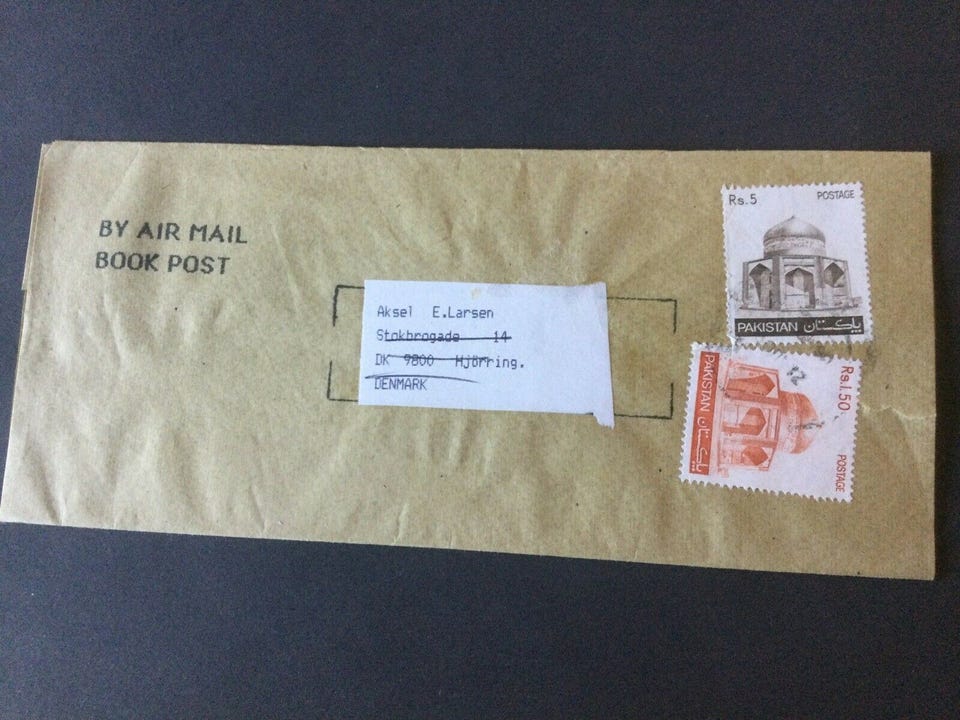 BY AIR MAIL
BOOK POST
Aksel E.Larsen
Stokbrogade 14
DK 9800 Hjörring.
DENMARK
Rs.5 POSTAGE
PAKISTAN پاکستان
Rs.1.50 POSTAGE
PAKISTAN پاکستان